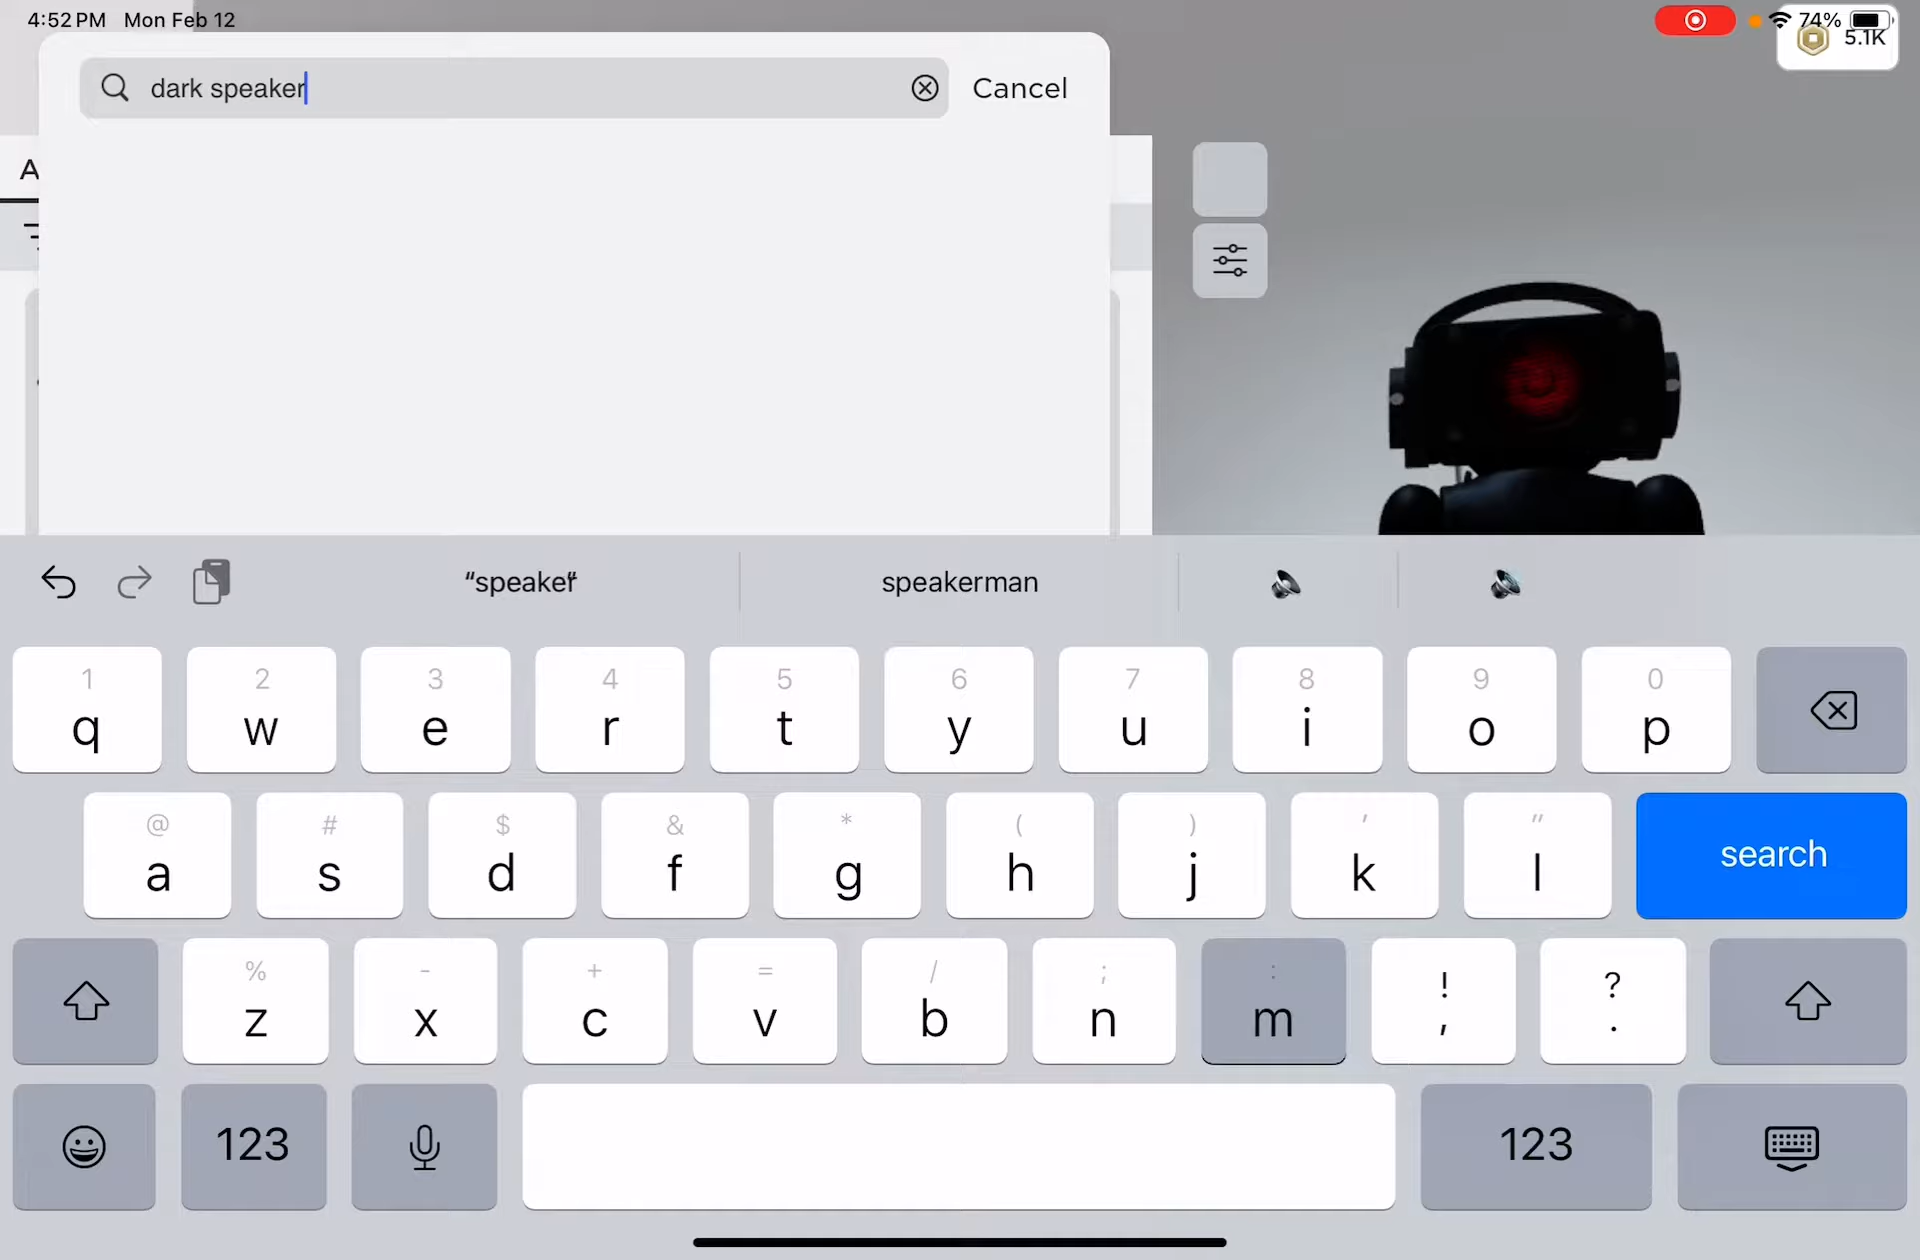 4:52 PM Mon Feb 12
74%
5.1K
dark speaker
Cancel
A
“speaker”
speakerman
1 2 3 4 5 6 7 8 9 0
q w e r t y u i o p
@ # $ & * ( ) ' "
a s d f g h j k l
search
% - + = / ; : ! ?
z x c v b n m , .
123
123